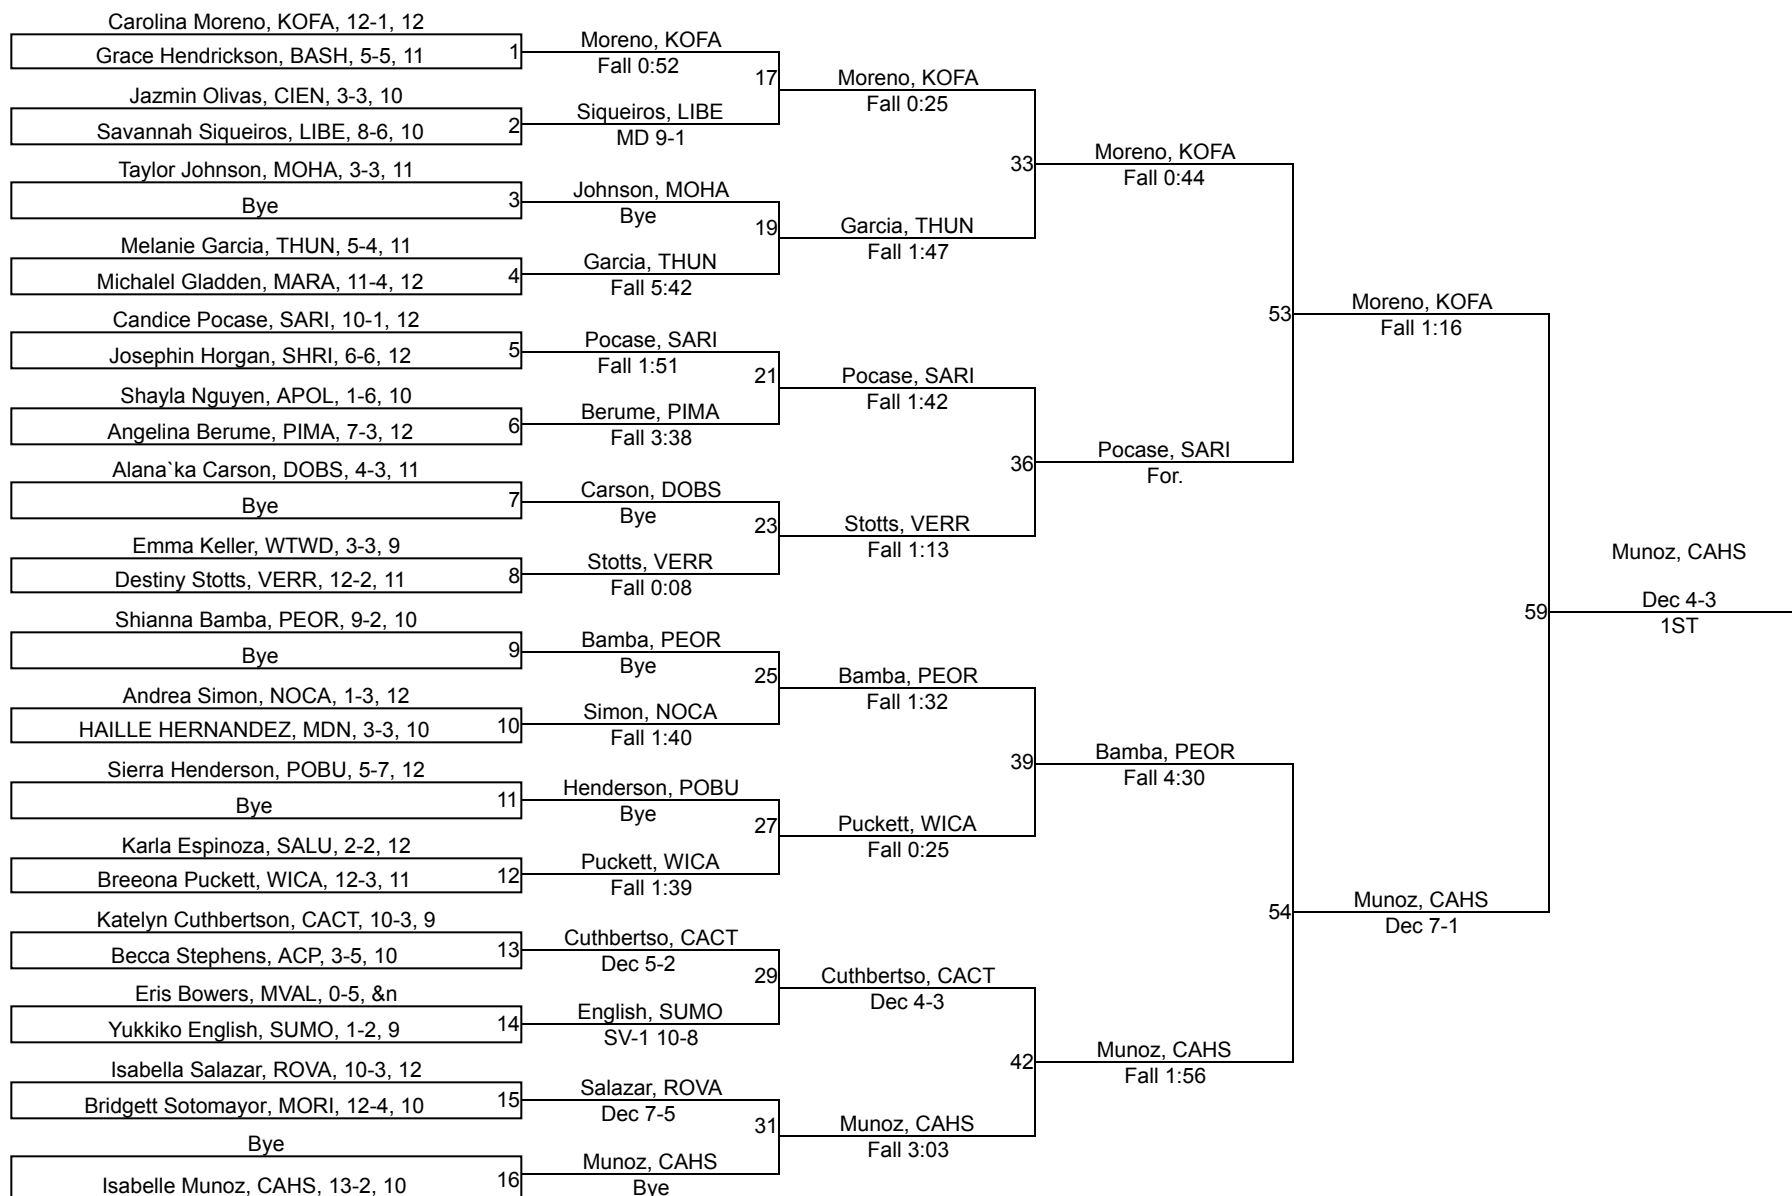 Carolina Moreno, KOFA, 12-1, 12
Grace Hendrickson, BASH, 5-5, 11
1
Jazmin Olivas, CIEN, 3-3, 10
Savannah Siqueiros, LIBE, 8-6, 10
2
Taylor Johnson, MOHA, 3-3, 11
Bye
3
Melanie Garcia, THUN, 5-4, 11
Michalel Gladden, MARA, 11-4, 12
4
Candice Pocase, SARI, 10-1, 12
Josephin Horgan, SHRI, 6-6, 12
5
Shayla Nguyen, APOL, 1-6, 10
Angelina Berume, PIMA, 7-3, 12
6
Alana`ka Carson, DOBS, 4-3, 11
Bye
7
Emma Keller, WTWD, 3-3, 9
Destiny Stotts, VERR, 12-2, 11
8
Shianna Bamba, PEOR, 9-2, 10
Bye
9
Andrea Simon, NOCA, 1-3, 12
HAILLE HERNANDEZ, MDN, 3-3, 10
10
Sierra Henderson, POBU, 5-7, 12
Bye
11
Karla Espinoza, SALU, 2-2, 12
Breeona Puckett, WICA, 12-3, 11
12
Katelyn Cuthbertson, CACT, 10-3, 9
Becca Stephens, ACP, 3-5, 10
13
Eris Bowers, MVAL, 0-5, &n
Yukkiko English, SUMO, 1-2, 9
14
Isabella Salazar, ROVA, 10-3, 12
Bridgett Sotomayor, MORI, 12-4, 10
15
Bye
Isabelle Munoz, CAHS, 13-2, 10
16
Moreno, KOFA
Fall 0:52
17
Siqueiros, LIBE
MD 9-1
Johnson, MOHA
Bye
19
Garcia, THUN
Fall 5:42
Pocase, SARI
Fall 1:51
21
Berume, PIMA
Fall 3:38
Carson, DOBS
Bye
23
Stotts, VERR
Fall 0:08
Bamba, PEOR
Bye
25
Simon, NOCA
Fall 1:40
Henderson, POBU
Bye
27
Puckett, WICA
Fall 1:39
Cuthbertso, CACT
Dec 5-2
29
English, SUMO
SV-1 10-8
Salazar, ROVA
Dec 7-5
31
Munoz, CAHS
Bye
Moreno, KOFA
Fall 0:25
33
Garcia, THUN
Fall 1:47
Pocase, SARI
Fall 1:42
36
Stotts, VERR
Fall 1:13
Bamba, PEOR
Fall 1:32
39
Puckett, WICA
Fall 0:25
Cuthbertso, CACT
Dec 4-3
42
Munoz, CAHS
Fall 3:03
Moreno, KOFA
Fall 0:44
53
Pocase, SARI
For.
Bamba, PEOR
Fall 4:30
54
Munoz, CAHS
Fall 1:56
Moreno, KOFA
Fall 1:16
59
Munoz, CAHS
Dec 7-1
Munoz, CAHS
Dec 4-3
1ST